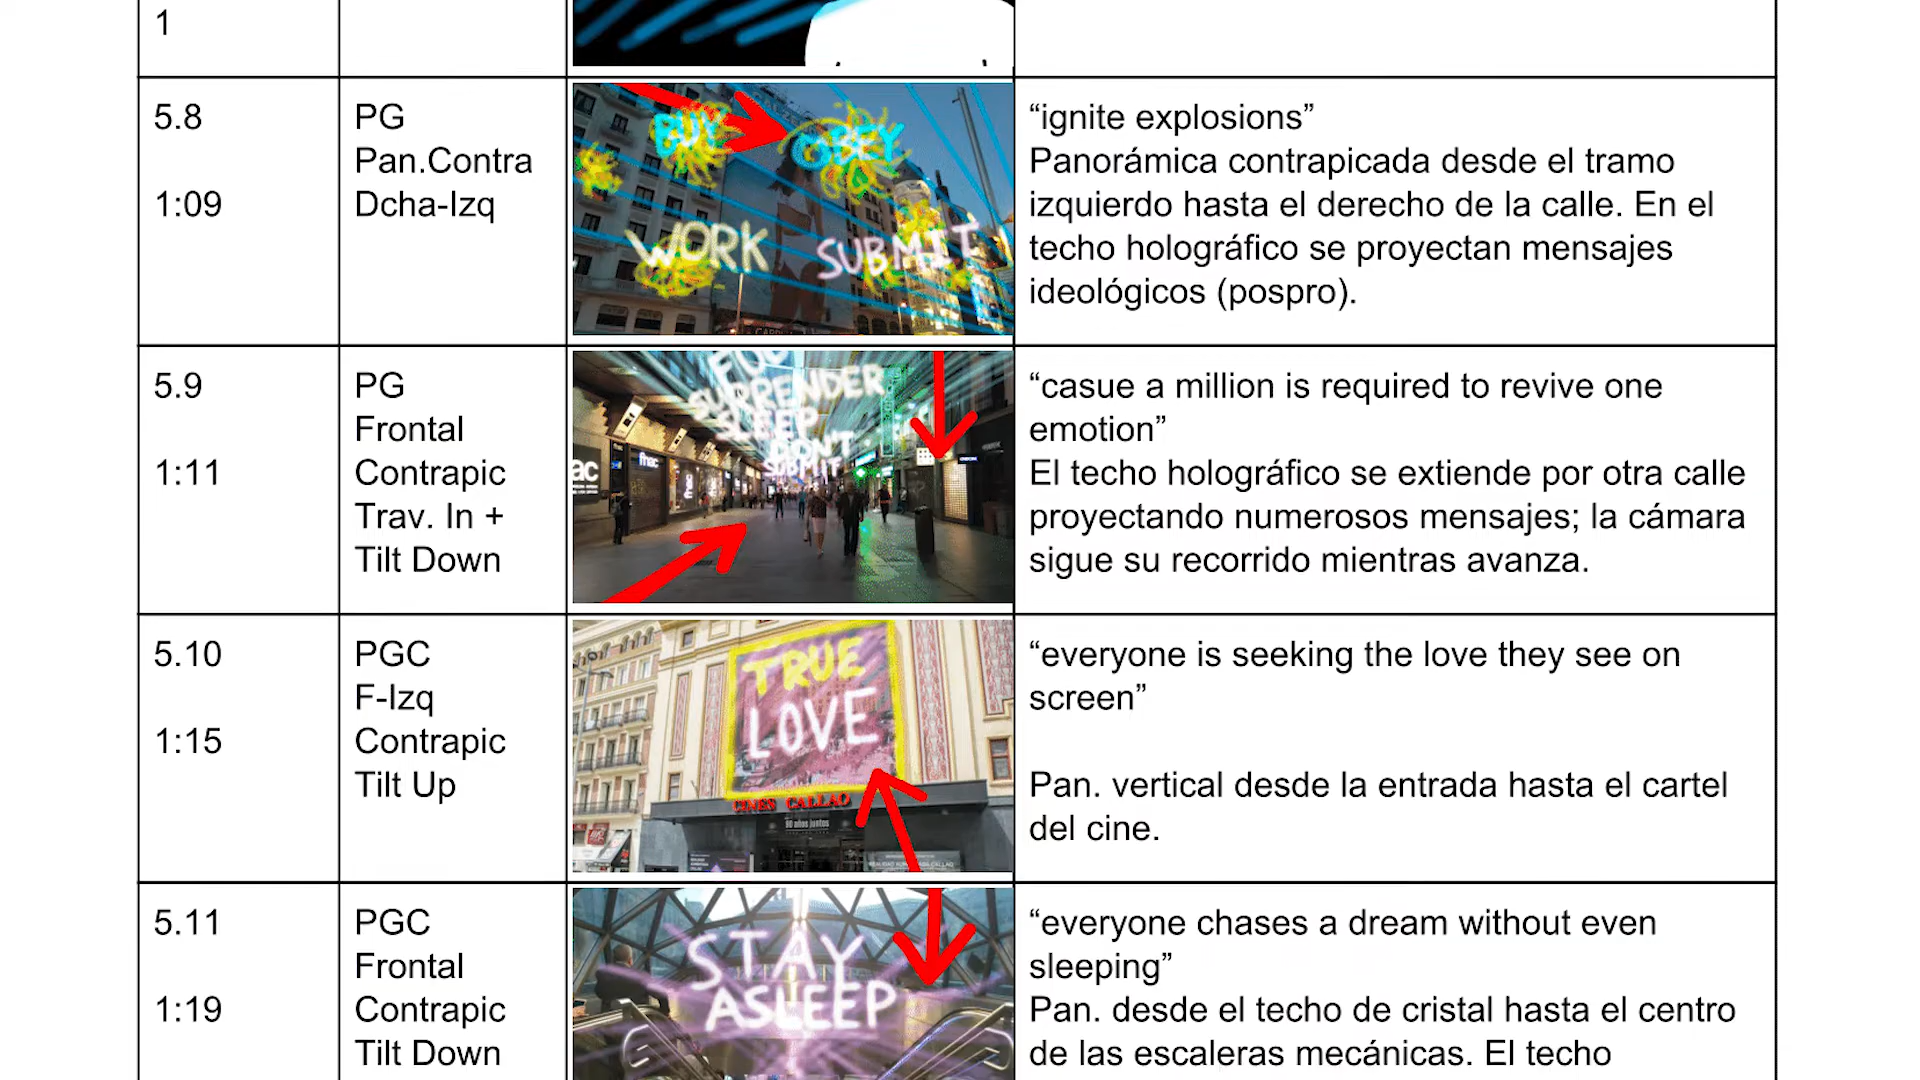 1
5.8
1:09
PG
Pan.Contra
Dcha-Izq
BUY
OBEY
WORK
SUBMIT
“ignite explosions”
Panorámica contrapicada desde el tramo
izquierdo hasta el derecho de la calle. En el
techo holográfico se proyectan mensajes
ideológicos (pospro).
5.9
1:11
PG
Frontal
Contrapic
Trav. In +
Tilt Down
SURRENDER
SLEEP
DON'T
SUBMIT
fnac
“casue a million is required to revive one
emotion”
El techo holográfico se extiende por otra calle
proyectando numerosos mensajes; la cámara
sigue su recorrido mientras avanza.
5.10
1:15
PGC
F-Izq
Contrapic
Tilt Up
TRUE
LOVE
CINES CALLAO
90 años juntos
“everyone is seeking the love they see on
screen”
Pan. vertical desde la entrada hasta el cartel
del cine.
5.11
1:19
PGC
Frontal
Contrapic
Tilt Down
STAY
ASLEEP
“everyone chases a dream without even
sleeping”
Pan. desde el techo de cristal hasta el centro
de las escaleras mecánicas. El techo